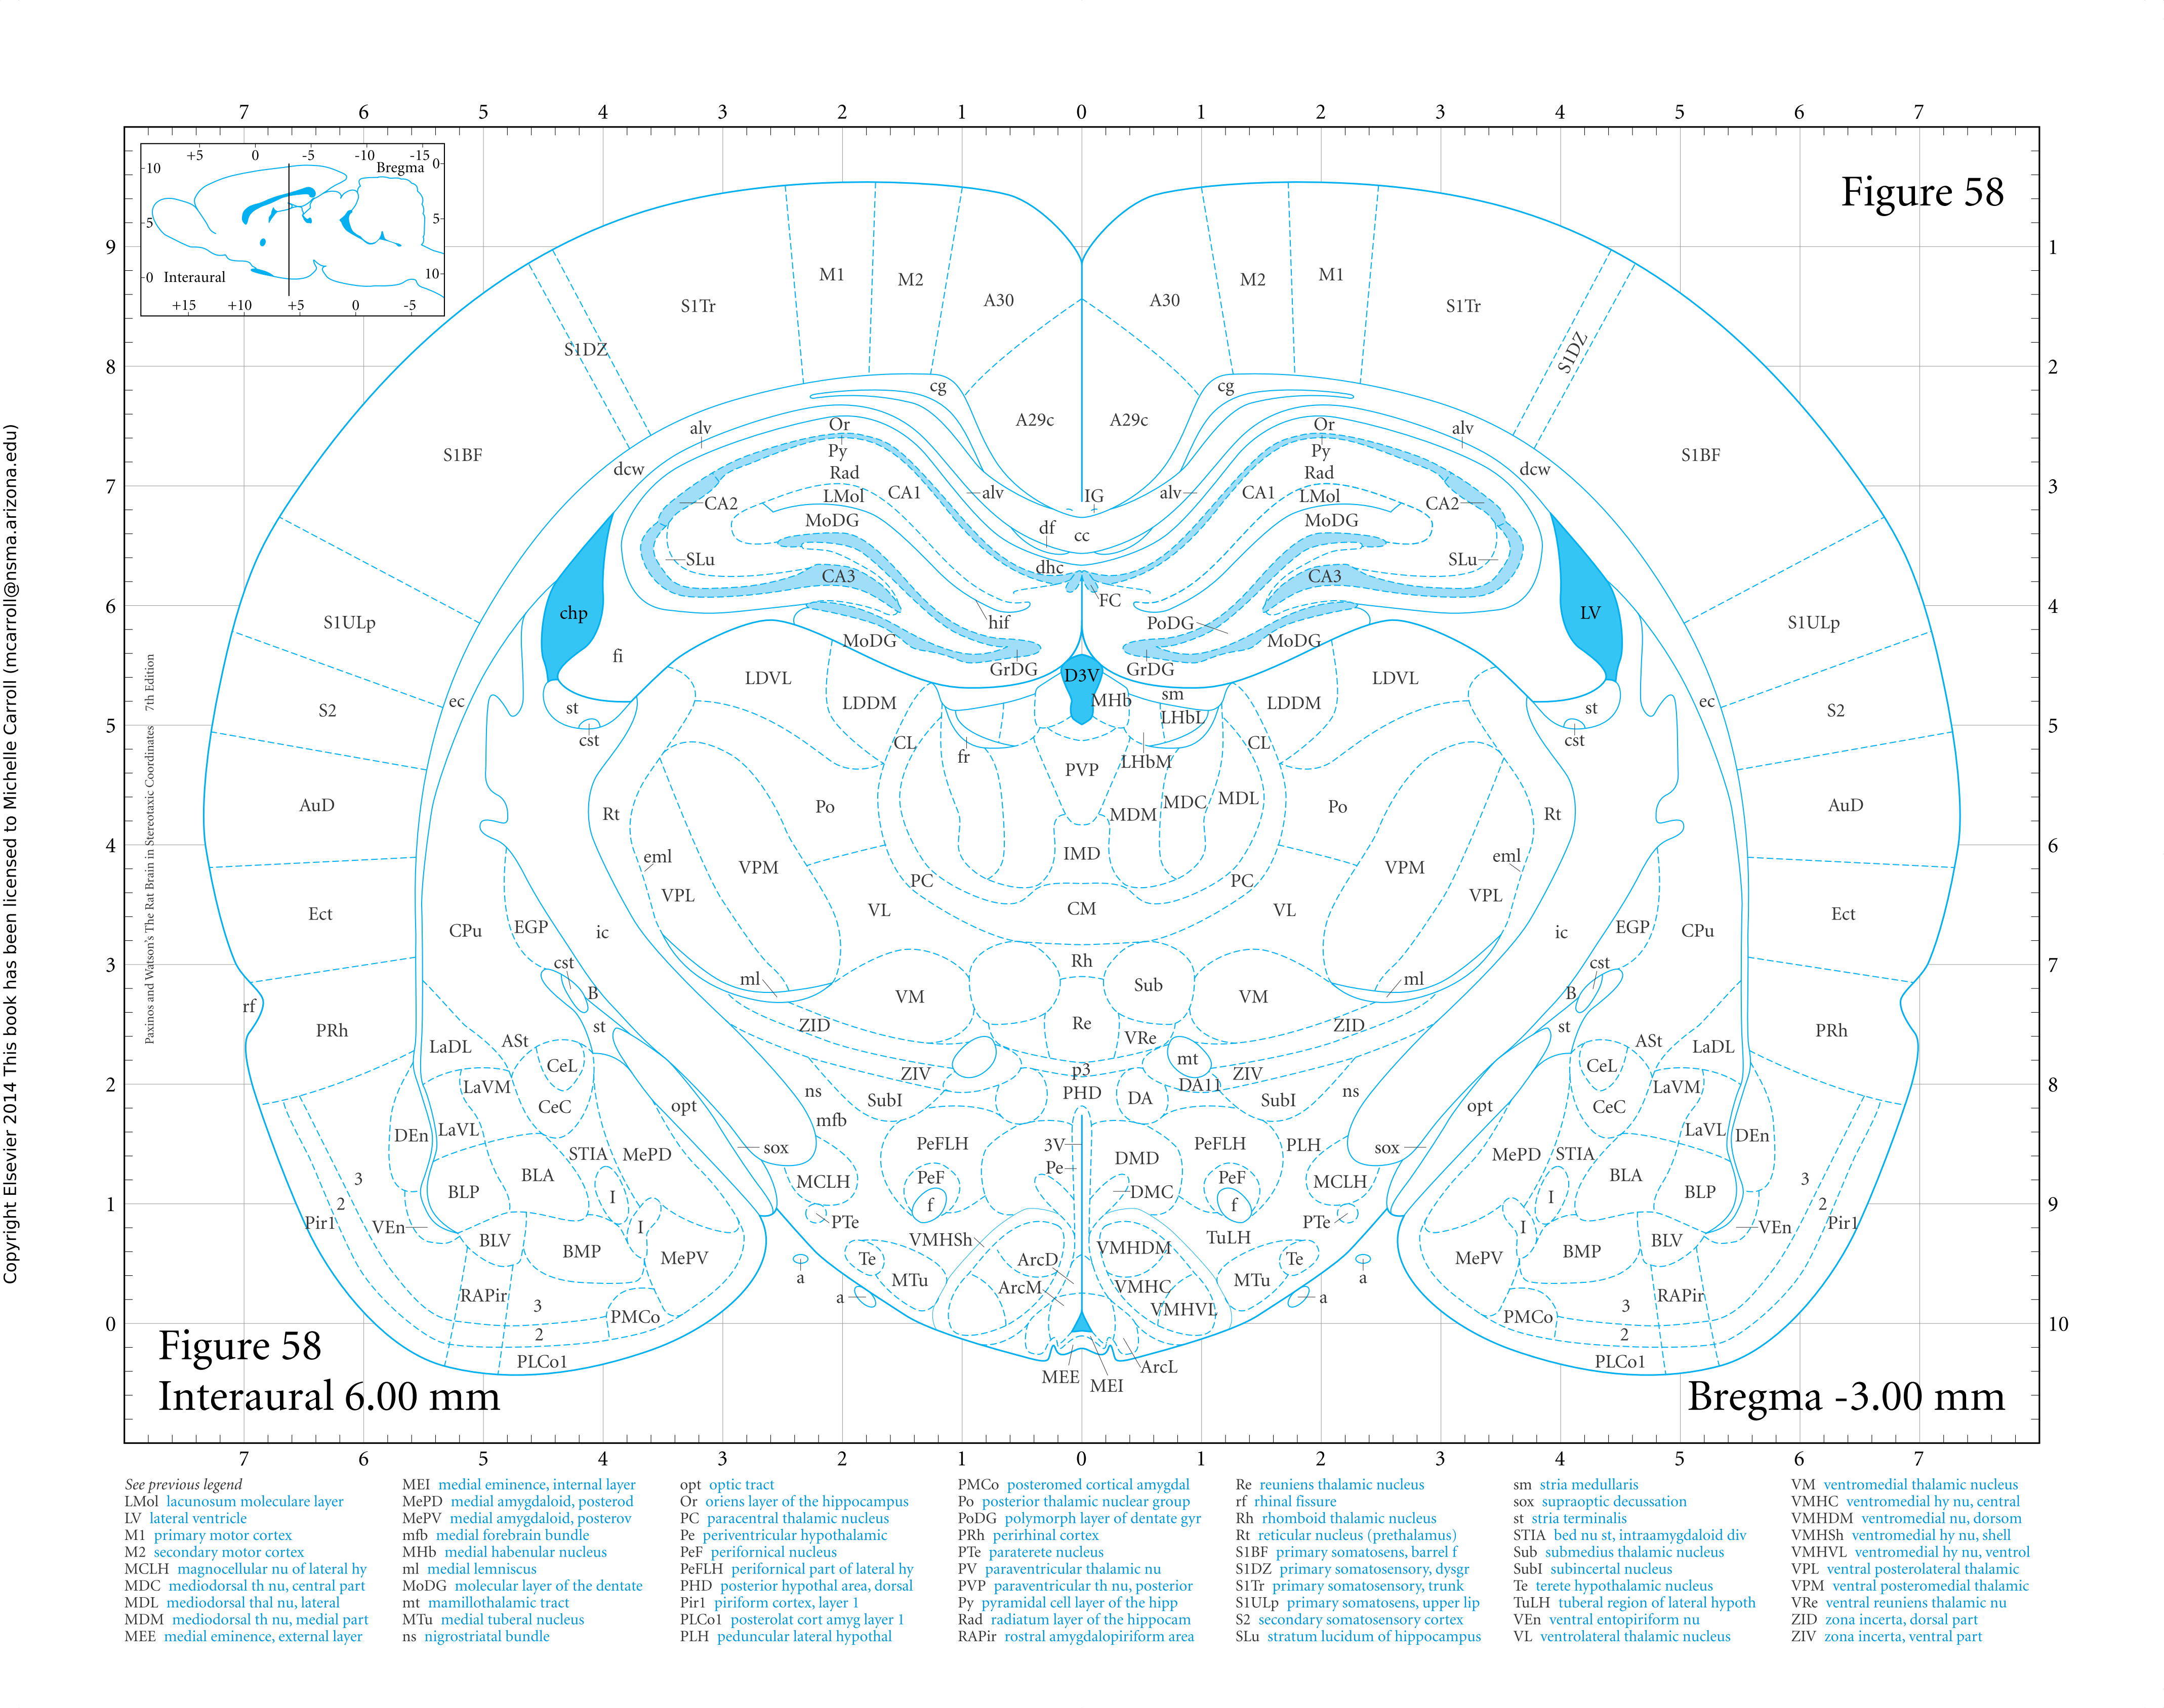 Copyright Elsevier 2014 This book has been licensed to Michelle Carroll (mcarroll@nsma.arizona.edu)
Paxinos and Watson's The Rat Brain in Stereotaxic Coordinates 7th Edition
7 6 5 4 3 2 1 0 1 2 3 4 5 6 7
+5 0 -5 -10 -15
Bregma
10 5 0
0 5 10
Interaural
+15 +10 +5 0 -5
Figure 58
9 8 7 6 5 4 3 2 1 0
1 2 3 4 5 6 7 8 9 10
M1 M2 A30 A30 M2 M1
S1Tr S1Tr
S1DZ S1DZ
cg cg
A29c A29c
S1BF alv Or Or alv S1BF
dcw Py Py dcw
Rad Rad
CA2 LMol CA1 alv IG alv CA1 LMol CA2
MoDG df cc MoDG
SLu CA3 dhc CA3 SLu
chp FC LV
S1ULp hif PoDG S1ULp
fi MoDG MoDG
GrDG D3V GrDG
LDVL LDDM MHb sm LDDM LDVL
S2 ec st LHbL st ec S2
cst CL fr PVP LHbM CL cst
AuD Rt Po MDM MDC MDL Po Rt AuD
eml VPM IMD VPM eml
VPL PC PC VPL
Ect CPu EGP ic VL CM VL ic EGP CPu Ect
cst Rh cst
B ml Sub ml B
rf VM VM
PRh st ZID Re VRe ZID st PRh
LaDL ASt ASt LaDL
CeL ZIV p3 mt ZIV CeL
LaVM ns PHD DA11 ns LaVM
CeC opt SubI DA SubI opt CeC
DEn LaVL mfb LaVL DEn
STIA MePD sox PeFLH 3V DMD PeFLH PLH sox MePD STIA
3 BLP BLA I MCLH PeF Pe DMC PeF MCLH I BLA BLP 3
2 f f 2
Pir1 VEn I PTe PTe I VEn Pir1
BLV BMP MePV VMHSh VMHDM TuLH MePV BMP BLV
a Te ArcD Te a
MTu ArcM VMHC MTu
RAPir 3 PMCo a VMHVL a PMCo 3 RAPir
2 2
PLCo1 MEE MEI ArcL PLCo1
Figure 58
Interaural 6.00 mm
Bregma -3.00 mm
7 6 5 4 3 2 1 0 1 2 3 4 5 6 7
See previous legend
LMol lacunosum moleculare layer
LV lateral ventricle
M1 primary motor cortex
M2 secondary motor cortex
MCLH magnocellular nu of lateral hy
MDC mediodorsal th nu, central part
MDL mediodorsal thal nu, lateral
MDM mediodorsal th nu, medial part
MEE medial eminence, external layer
MEI medial eminence, internal layer
MePD medial amygdaloid, posterod
MePV medial amygdaloid, posterov
mfb medial forebrain bundle
MHb medial habenular nucleus
ml medial lemniscus
MoDG molecular layer of the dentate
mt mamillothalamic tract
MTu medial tuberal nucleus
ns nigrostriatal bundle
opt optic tract
Or oriens layer of the hippocampus
PC paracentral thalamic nucleus
Pe periventricular hypothalamic
PeF perifornical nucleus
PeFLH perifornical part of lateral hy
PHD posterior hypothal area, dorsal
Pir1 piriform cortex, layer 1
PLCo1 posterolat cort amyg layer 1
PLH peduncular lateral hypothal
PMCo posteromed cortical amygdal
Po posterior thalamic nuclear group
PoDG polymorph layer of dentate gyr
PRh perirhinal cortex
PTe paraterete nucleus
PV paraventricular thalamic nu
PVP paraventricular th nu, posterior
Py pyramidal cell layer of the hipp
Rad radiatum layer of the hippocam
RAPir rostral amygdalopiriform area
Re reuniens thalamic nucleus
rf rhinal fissure
Rh rhomboid thalamic nucleus
Rt reticular nucleus (prethalamus)
S1BF primary somatosens, barrel f
S1DZ primary somatosensory, dysgr
S1Tr primary somatosensory, trunk
S1ULp primary somatosens, upper lip
S2 secondary somatosensory cortex
SLu stratum lucidum of hippocampus
sm stria medullaris
sox supraoptic decussation
st stria terminalis
STIA bed nu st, intraamygdaloid div
Sub submedius thalamic nucleus
SubI subincertal nucleus
Te terete hypothalamic nucleus
TuLH tuberal region of lateral hypoth
VEn ventral entopiriform nu
VL ventrolateral thalamic nucleus
VM ventromedial thalamic nucleus
VMHC ventromedial hy nu, central
VMHDM ventromedial nu, dorsom
VMHSh ventromedial hy nu, shell
VMHVL ventromedial hy nu, ventrol
VPL ventral posterolateral thalamic
VPM ventral posteromedial thalamic
VRe ventral reuniens thalamic nu
ZID zona incerta, dorsal part
ZIV zona incerta, ventral part